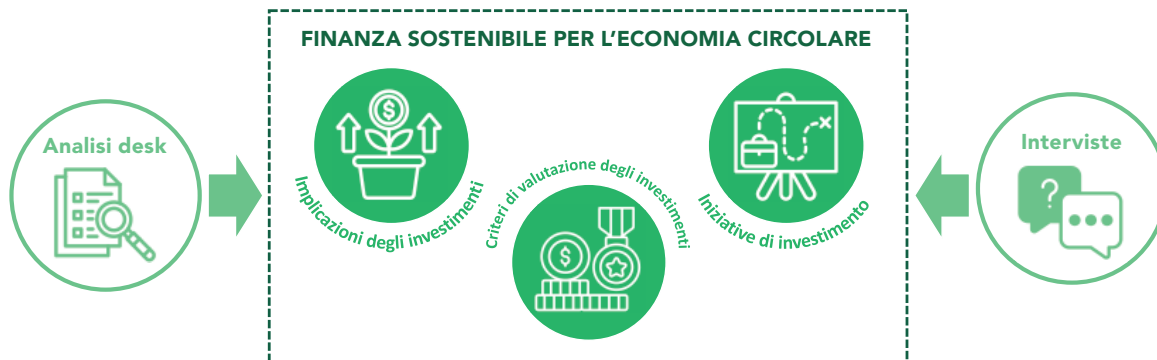 FINANZA SOSTENIBILE PER L’ECONOMIA CIRCOLARE
Analisi desk
Implicazioni degli investimenti
Criteri di valutazione degli investimenti
Iniziative di investimento
Interviste